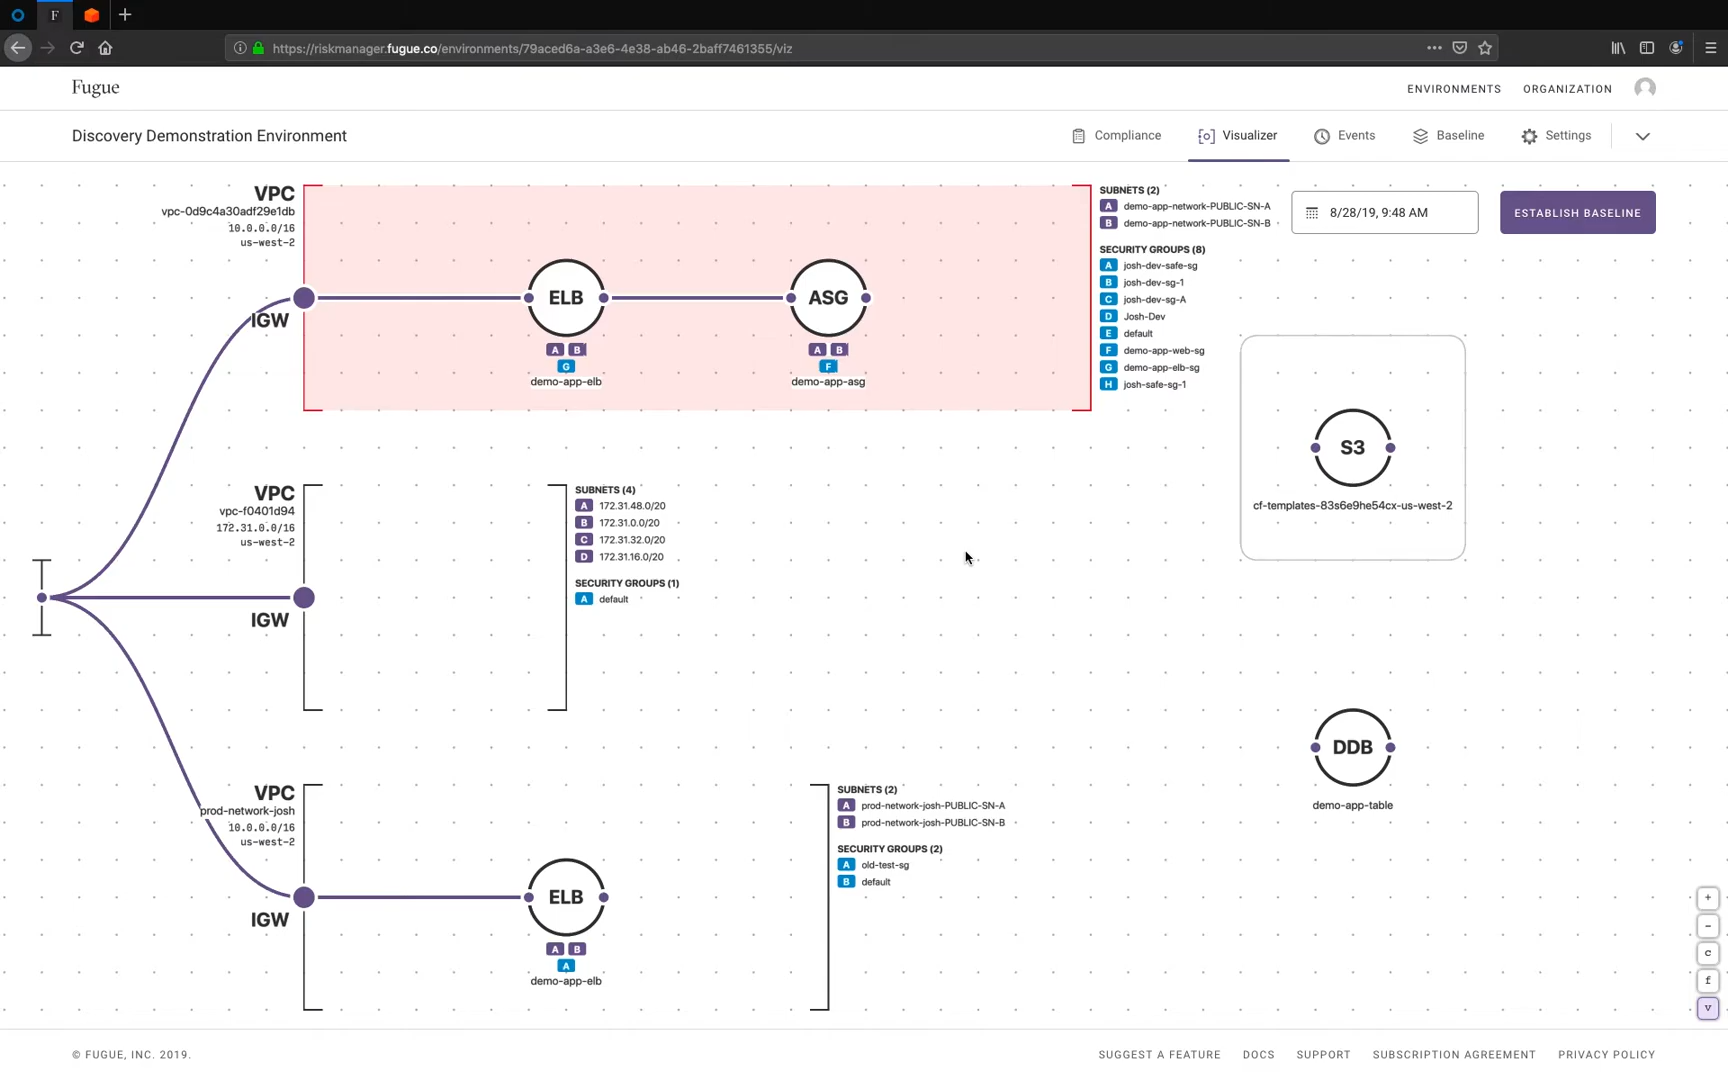 F
https://riskmanager.fugue.co/environments/79aced6a-a3e6-4e38-ab46-2baff7461355/viz
Fugue
ENVIRONMENTS
ORGANIZATION
Discovery Demonstration Environment
Compliance
Visualizer
Events
Baseline
Settings
VPC
vpc-0d9c4a30adf29e1db
10.0.0.0/16
us-west-2
IGW
ELB
A B
G
demo-app-elb
ASG
A B
F
demo-app-asg
SUBNETS (2)
A demo-app-network-PUBLIC-SN-A
B demo-app-network-PUBLIC-SN-B
SECURITY GROUPS (8)
A josh-dev-safe-sg
B josh-dev-sg-1
C josh-dev-sg-A
D Josh-Dev
E default
F demo-app-web-sg
G demo-app-elb-sg
H josh-safe-sg-1
8/28/19, 9:48 AM
ESTABLISH BASELINE
S3
cf-templates-83s6e9he54cx-us-west-2
VPC
vpc-f0401d94
172.31.0.0/16
us-west-2
IGW
SUBNETS (4)
A 172.31.48.0/20
B 172.31.0.0/20
C 172.31.32.0/20
D 172.31.16.0/20
SECURITY GROUPS (1)
A default
DDB
demo-app-table
VPC
prod-network-josh
10.0.0.0/16
us-west-2
IGW
ELB
A B
A
demo-app-elb
SUBNETS (2)
A prod-network-josh-PUBLIC-SN-A
B prod-network-josh-PUBLIC-SN-B
SECURITY GROUPS (2)
A old-test-sg
B default
+
-
c
f
v
© FUGUE, INC. 2019.
SUGGEST A FEATURE
DOCS
SUPPORT
SUBSCRIPTION AGREEMENT
PRIVACY POLICY